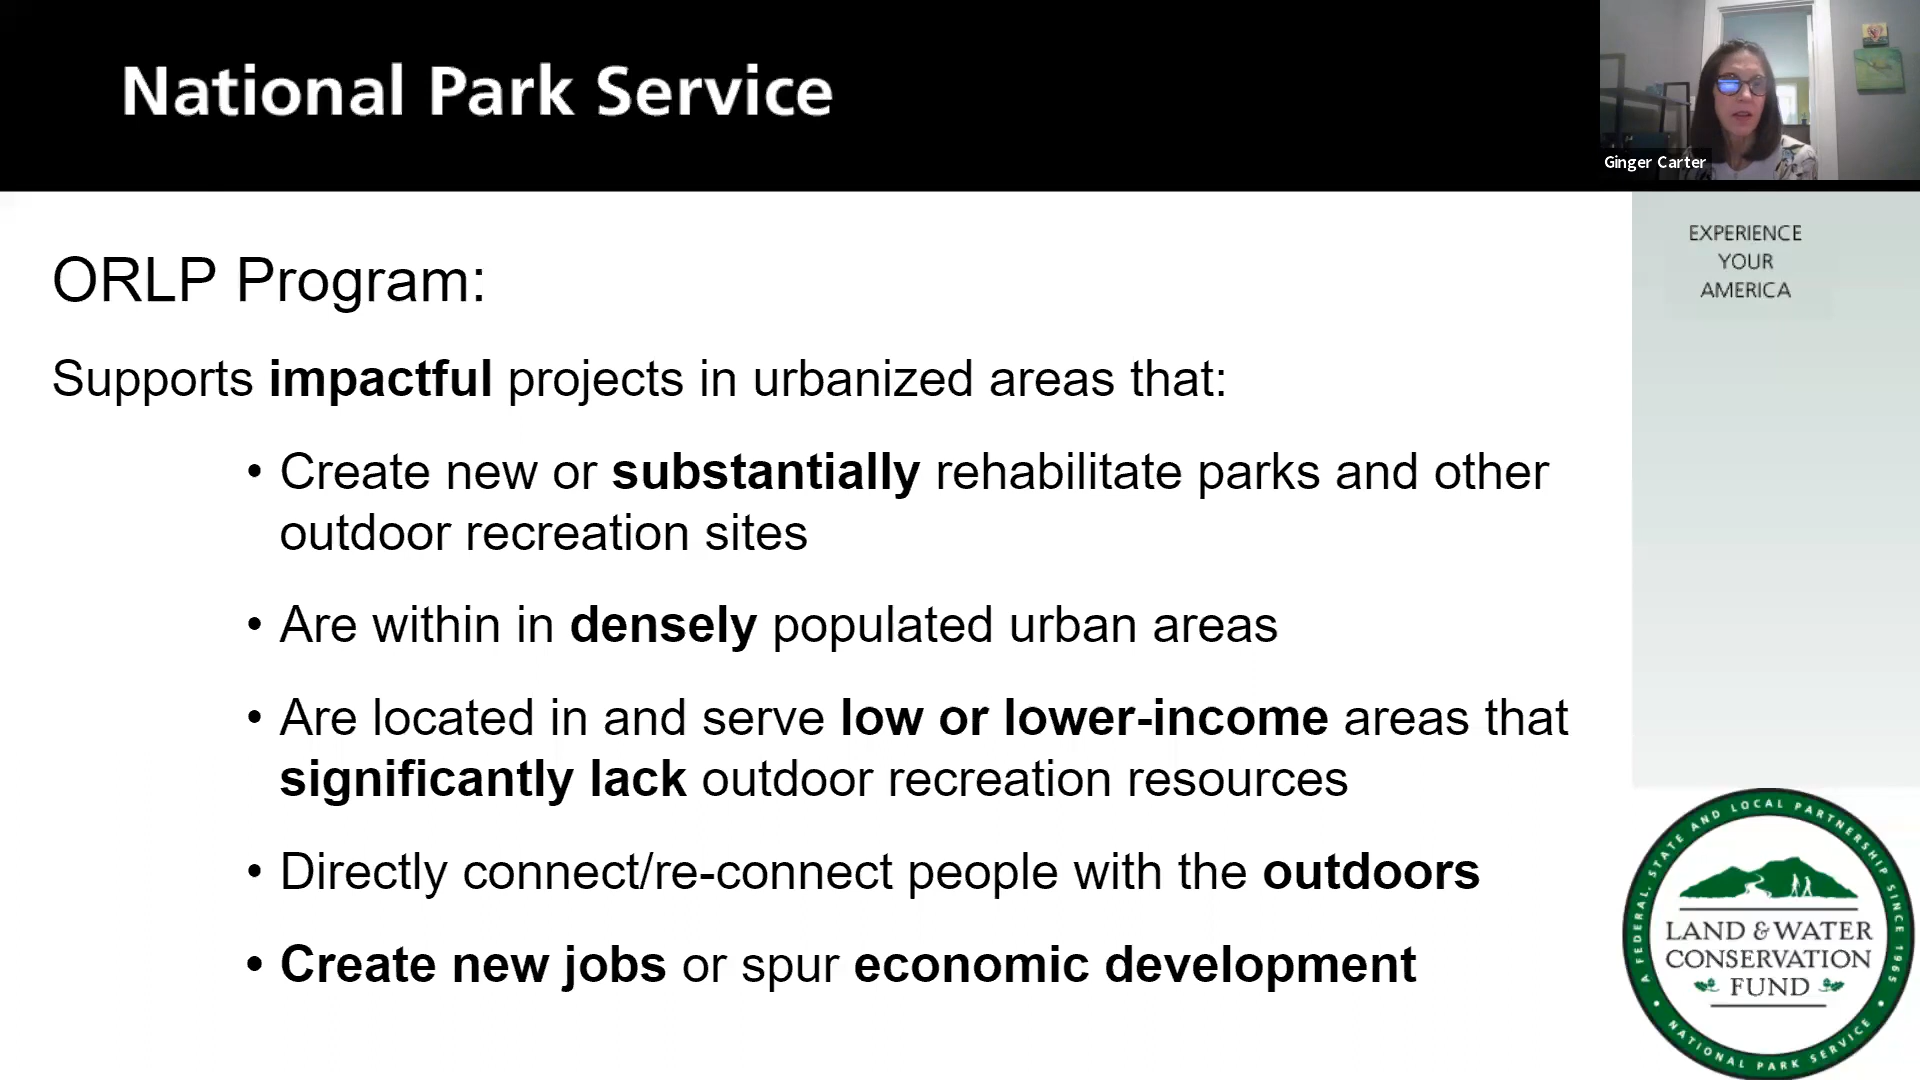 National Park Service
Ginger Carter
EXPERIENCE
YOUR
AMERICA
ORLP Program:
Supports impactful projects in urbanized areas that:
• Create new or substantially rehabilitate parks and other
outdoor recreation sites
• Are within in densely populated urban areas
• Are located in and serve low or lower-income areas that
significantly lack outdoor recreation resources
• Directly connect/re-connect people with the outdoors
• Create new jobs or spur economic development
A FEDERAL, STATE AND LOCAL PARTNERSHIP SINCE 1965
LAND & WATER
CONSERVATION
FUND
• NATIONAL PARK SERVICE •